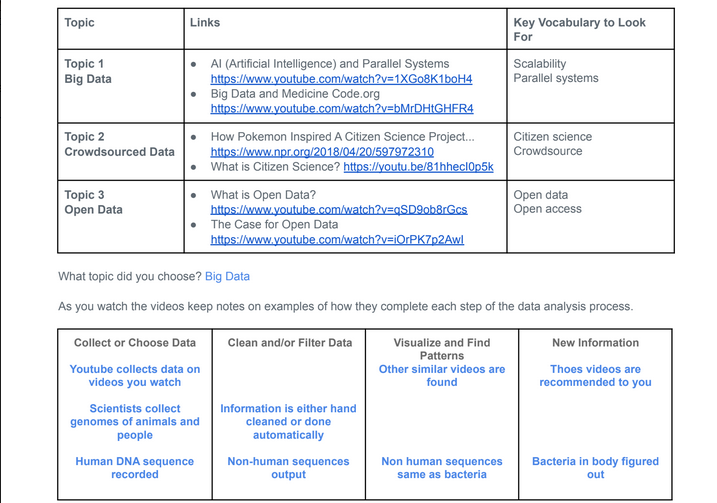 Topic
Links
Key Vocabulary to Look
For
Topic 1
Big Data
● AI (Artificial Intelligence) and Parallel Systems
https://www.youtube.com/watch?v=1XGo8K1boH4
● Big Data and Medicine Code.org
https://www.youtube.com/watch?v=bMrDHtGHFR4
Scalability
Parallel systems
Topic 2
Crowdsourced Data
● How Pokemon Inspired A Citizen Science Project...
https://www.npr.org/2018/04/20/597972310
● What is Citizen Science? https://youtu.be/81hhecI0p5k
Citizen science
Crowdsource
Topic 3
Open Data
● What is Open Data?
https://www.youtube.com/watch?v=qSD9ob8rGcs
● The Case for Open Data
https://www.youtube.com/watch?v=iOrPK7p2AwI
Open data
Open access
What topic did you choose? Big Data
As you watch the videos keep notes on examples of how they complete each step of the data analysis process.
Collect or Choose Data
Clean and/or Filter Data
Visualize and Find
Patterns
New Information
Youtube collects data on
videos you watch
Other similar videos are
found
Thoes videos are
recommended to you
Scientists collect
genomes of animals and
people
Information is either hand
cleaned or done
automatically
Human DNA sequence
recorded
Non-human sequences
output
Non human sequences
same as bacteria
Bacteria in body figured
out